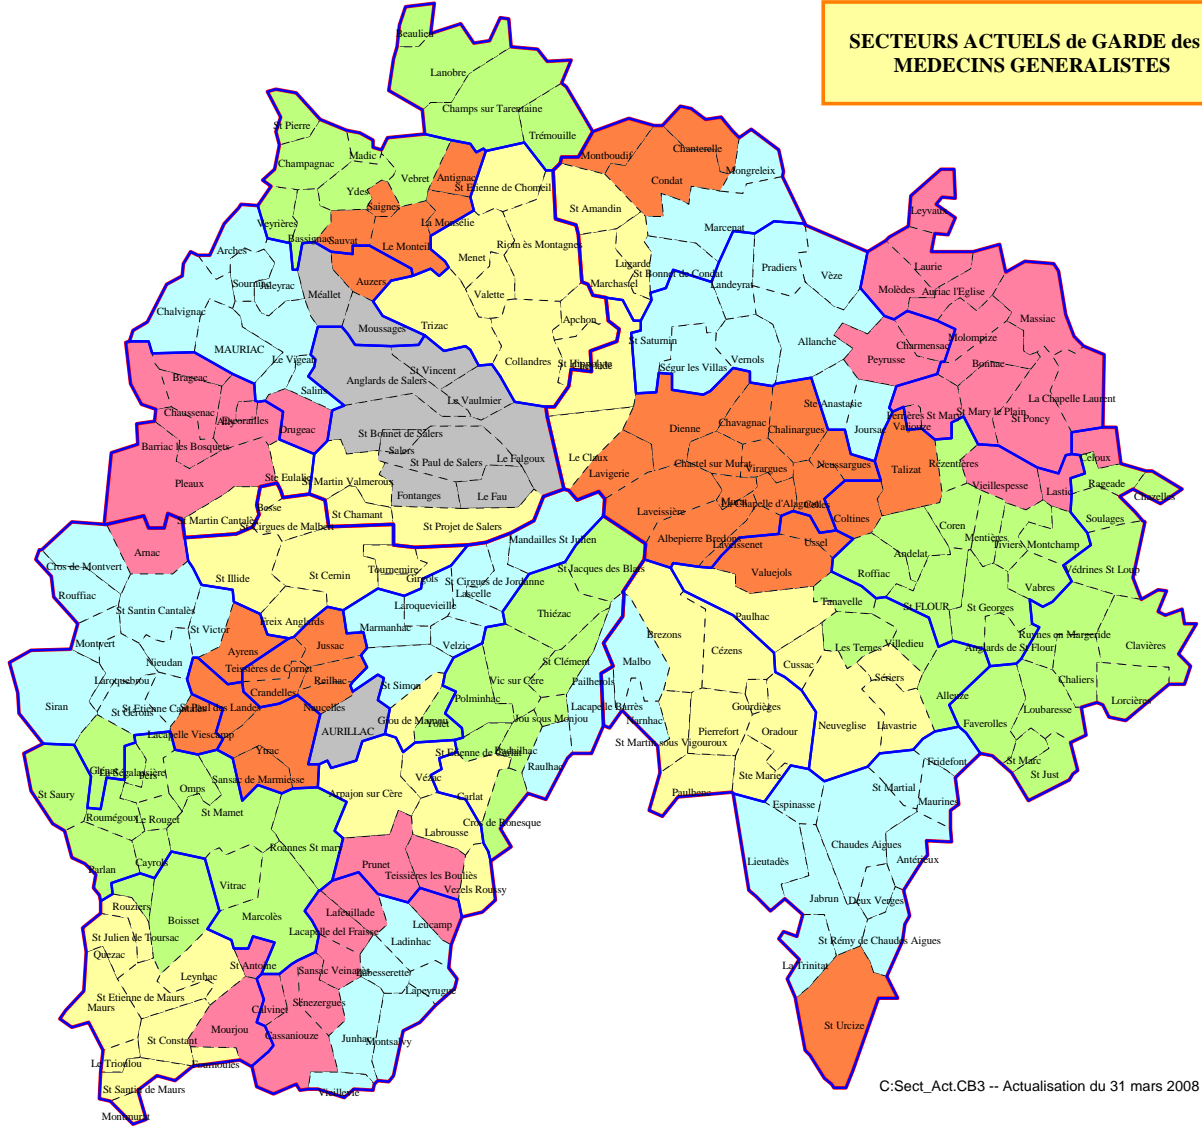 SECTEURS ACTUELS de GARDE des
MEDECINS GENERALISTES
Beaulieu
Lanobre
Champs sur Tarentaine
Trémouille
St Pierre
Champagnac
Madic
Vebret
Ydes
Antignac
Saignes
St Etienne de Chomeil
Montboudif
Chanterelle
Condat
Mongreleix
Veyrières
Bassignac
Sauvat
La Monselie
Le Monteil
St Amandin
Marcenat
Leyvaux
Arches
Riom ès Montagnes
Menet
Lugarde
St Bonnet de Condat
Pradiers
Vèze
Laurie
Auzers
Méallet
Valette
Marchastel
Landeyrat
Molèdes
Auriac l'Eglise
Massiac
Chalvignac
Moussages
Trizac
Apchon
St Saturnin
Allanche
Charmensac
Molompize
MAURIAC
Le Vigean
St Vincent
Collandres
Vernols
Ségur les Villas
Peyrusse
Bonnac
Brageac
Anglards de Salers
Salins
Le Vaulmier
La Chapelle Laurent
Chaussenac
Ally
Escorailles
Drugeac
Ste Anastasie
Joursac
Ferrières St Mary
St Mary le Plain
St Poncy
Valjouze
Barriac les Bosquets
St Bonnet de Salers
Salers
Dienne
Chavagnac
Chalinargues
Pleaux
Ste Eulalie
St Paul de Salers
Le Falgoux
Le Claux
Lavigerie
Chastel sur Murat
Virargues
Neussargues
Talizat
Rézentières
Vieillespesse
Lastic
Celoux
Rageade
Chazelles
St Martin Valmeroux
Fontanges
Le Fau
Besse
St Chamant
St Projet de Salers
St Martin Cantalès
St Cirgues de Malbert
Laveissière
Murat
La Chapelle d'Alagnon
Celles
Coltines
Coren
Mentières
Tiviers
Montchamp
Soulages
Arnac
Albepierre Bredons
Laveissenet
Ussel
Valuejols
Andelat
Roffiac
Vabres
Védrines St Loup
Cros de Montvert
Rouffiac
St Illide
St Cernin
Tournemire
Girgols
Mandailles St Julien
St Cirgues de Jordanne
Lascelle
St Jacques des Blats
St Santin Cantalès
Freix Anglards
Laroquevieille
Marmanhac
Thiézac
Brezons
Paulhac
Tanavelle
St FLOUR
St Georges
St Victor
Montvert
Ayrens
Jussac
Velzic
Cézens
Cussac
Les Ternes
Villedieu
Anglards de St Flour
Ruynes en Margeride
Clavières
Nieudan
Laroquebrou
Teissières de Cornet
Reilhac
Crandelles
St Simon
St Clément
Malbo
Pailherols
Vic sur Cère
Polminhac
Sériers
Chaliers
Siran
St Etienne Cantalès
St Gérons
St Paul des Landes
Naucelles
Giou de Mamou
Yolet
Jou sous Monjou
Lacapelle Barrès
Narnhac
Gourdièges
Alleuze
Lorcières
Loubaresse
Lacapelle Viescamp
AURILLAC
Pierrefort
Oradour
Neuveglise
Lavastrie
Faverolles
Ytrac
St Etienne de Carlat
Badailhac
Raulhac
St Martin sous Vigouroux
Ste Marie
Fridefont
St Marc
St Just
Glénat
La Ségalassière
Pers
Omps
Sansac de Marmiesse
Arpajon sur Cère
Vézac
Carlat
Paulhenc
Espinasse
St Martial
Maurines
St Saury
Roumégoux
Le Rouget
St Mamet
Labrousse
Cros de Ronesque
Roannes St mary
Chaudes Aigues
Antérieux
Lieutadès
Parlan
Cayrols
Vitrac
Prunet
Teissières les Bouliès
Vezels Roussy
Jabrun
Deux Verges
Rouziers
Boisset
Marcolès
Lafeuillade
Lacapelle del Fraisse
Leucamp
Ladinhac
St Julien de Toursac
Quezac
St Rémy de Chaudes Aigues
La Trinitat
Leynhac
St Antoine
Sansac Veinazès
Labesserette
Lapeyrugue
St Etienne de Maurs
Maurs
Calvinet
Sénezergues
St Urcize
Mourjou
Cassaniouze
Junhac
Montsalvy
St Constant
Le Trioulou
Fournoulès
St Santin de Maurs
Vieillevie
Montmurat
C:Sect_Act.CB3 -- Actualisation du 31 mars 2008